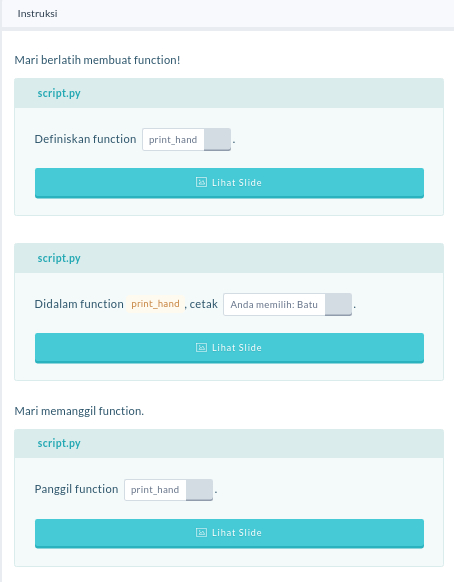 Instruksi
Mari berlatih membuat function!
script.py
Definiskan function print_hand .
Lihat Slide
script.py
Didalam function print_hand , cetak Anda memilih: Batu .
Lihat Slide
Mari memanggil function.
script.py
Panggil function print_hand .
Lihat Slide